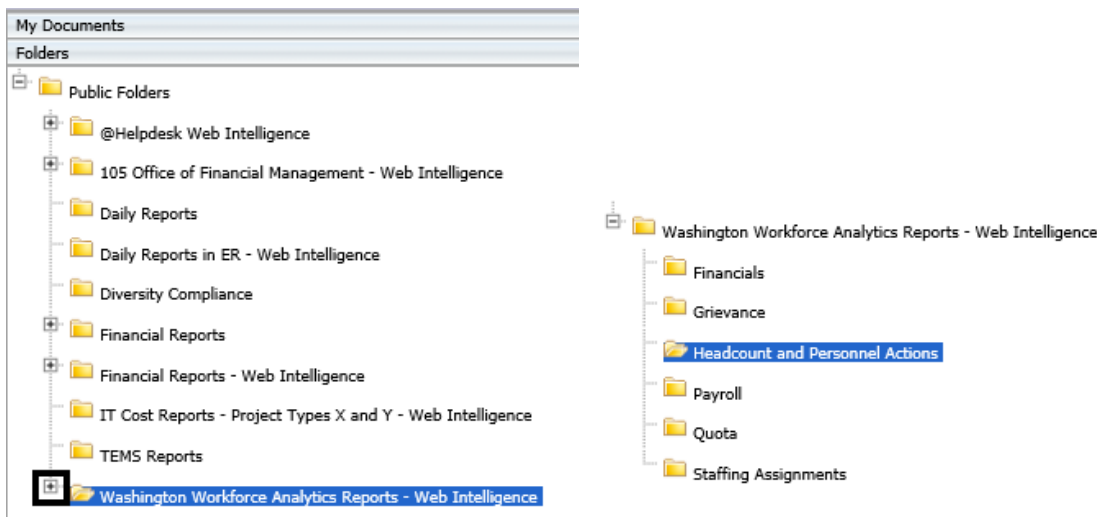 My Documents
Folders
Public Folders
@Helpdesk Web Intelligence
105 Office of Financial Management - Web Intelligence
Daily Reports
Daily Reports in ER - Web Intelligence
Diversity Compliance
Financial Reports
Financial Reports - Web Intelligence
IT Cost Reports - Project Types X and Y - Web Intelligence
TEMS Reports
Washington Workforce Analytics Reports - Web Intelligence
Washington Workforce Analytics Reports - Web Intelligence
Financials
Grievance
Headcount and Personnel Actions
Payroll
Quota
Staffing Assignments